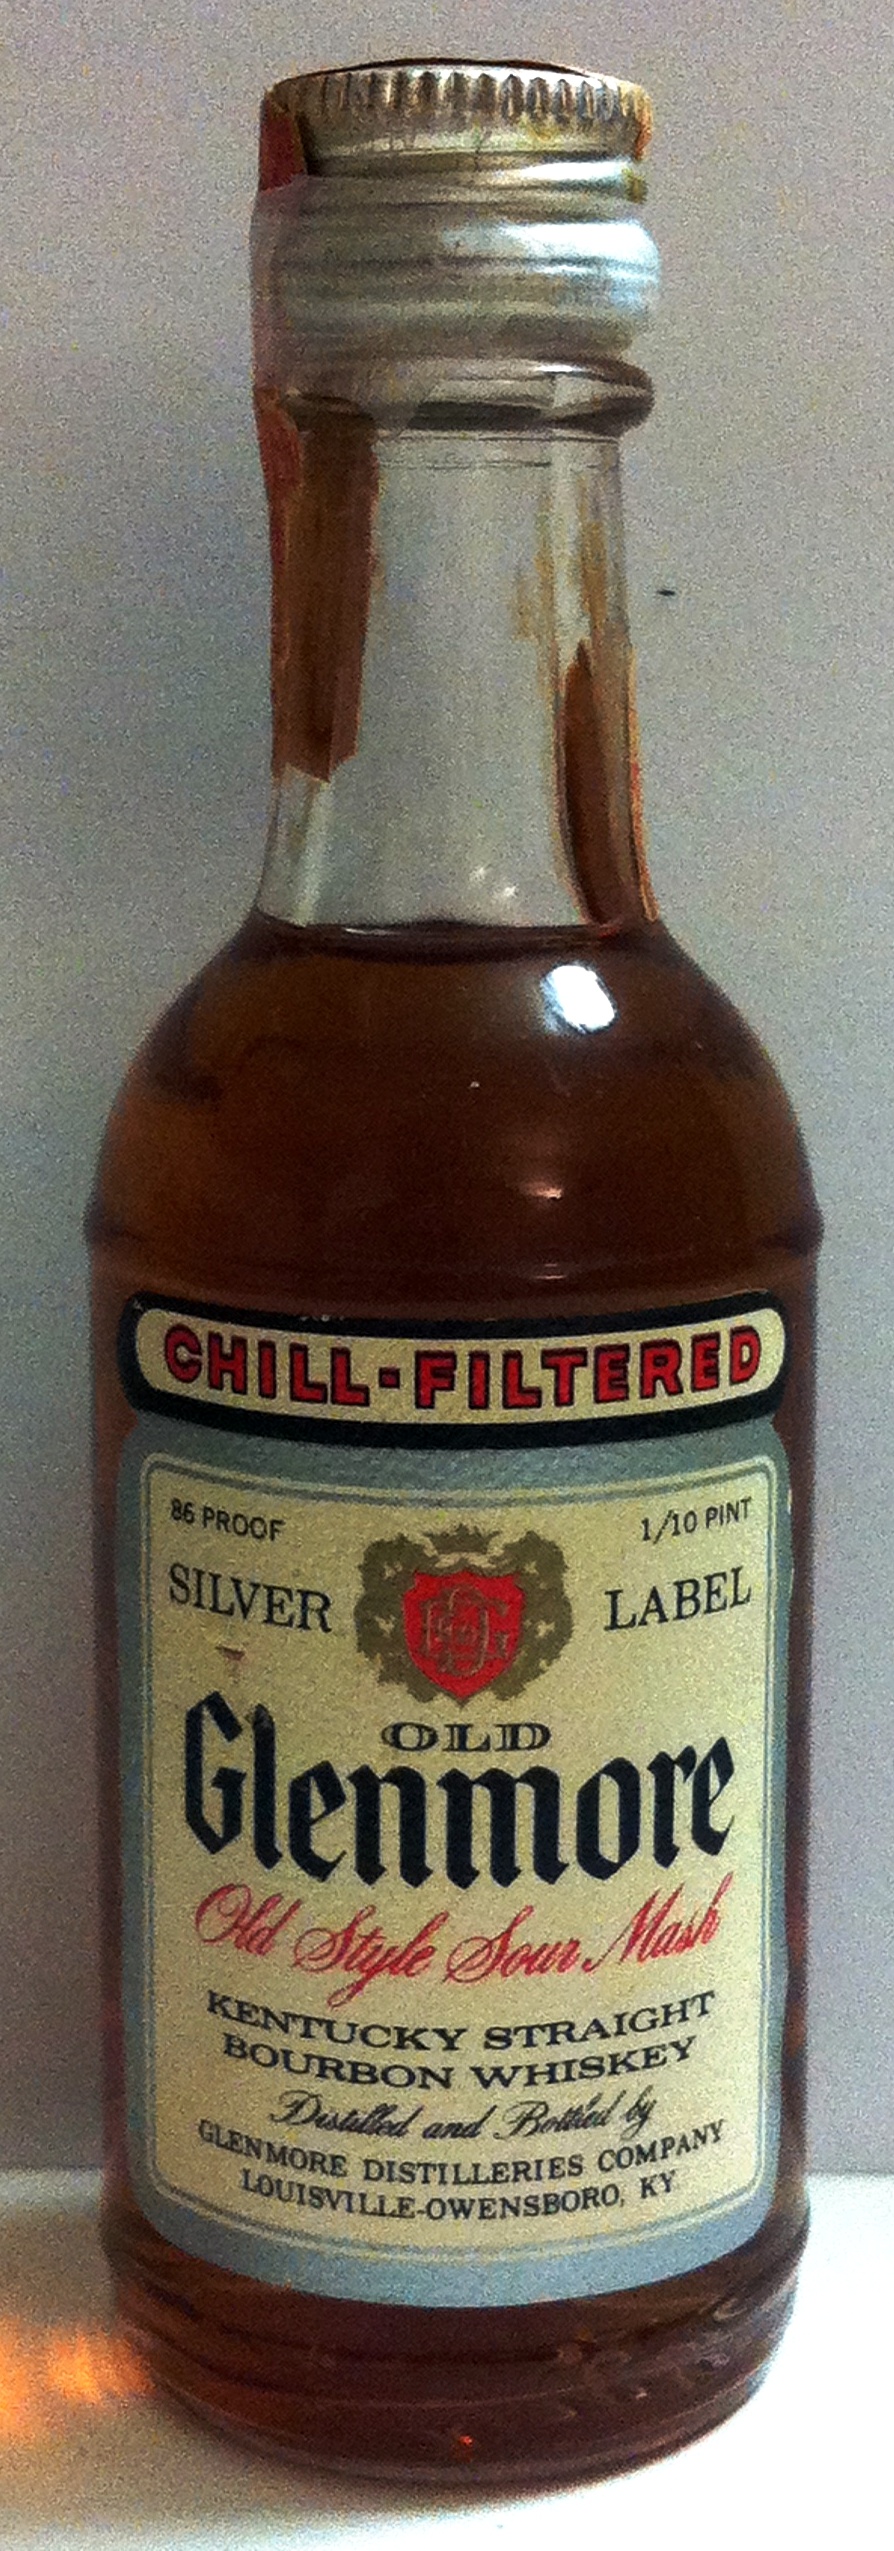 CHILL-FILTERED
86 PROOF 1/10 PINT
SILVER LABEL
OLD
Glenmore
Old Style Sour Mash
KENTUCKY STRAIGHT
BOURBON WHISKEY
Distilled and Bottled by
GLENMORE DISTILLERIES COMPANY
LOUISVILLE-OWENSBORO, KY